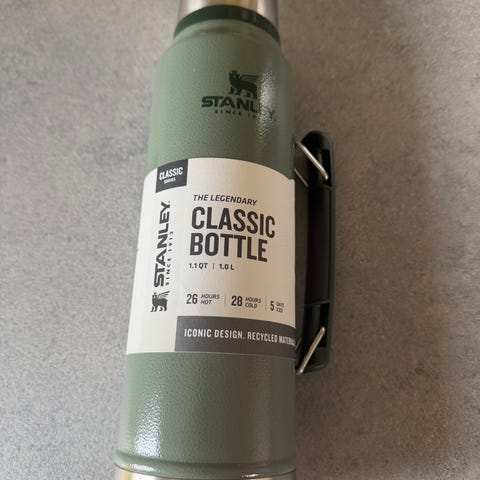 STANLEY
SINCE 1913
CLASSIC
SERIES
STANLEY.
SINCE 1913
THE LEGENDARY
CLASSIC
BOTTLE
1.1 QT | 1.0 L
26 HOURS HOT | 28 HOURS COLD | 5 DAYS ICED
ICONIC DESIGN. RECYCLED MATERIAL